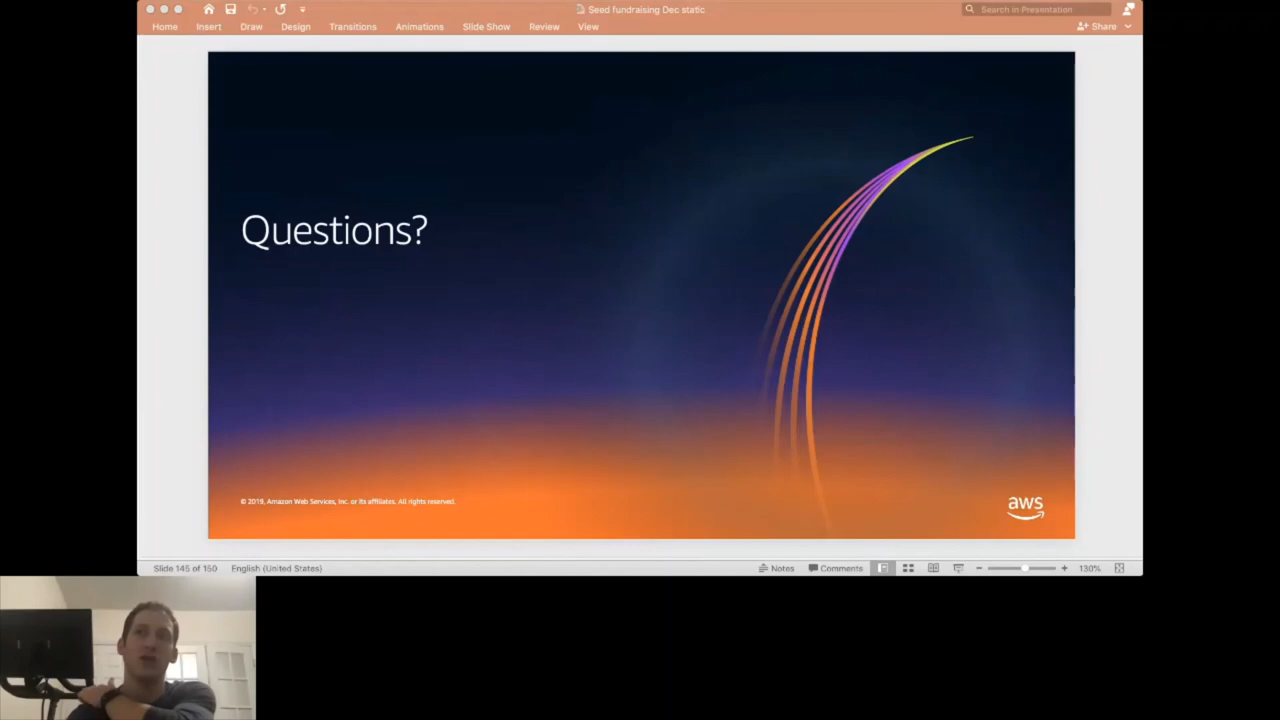 Seed fundraising Dec static
Search in Presentation
Home Insert Draw Design Transitions Animations Slide Show Review View Share
Questions?
© 2019, Amazon Web Services, Inc. or its affiliates. All rights reserved.
aws
Slide 145 of 150 English (United States) Notes Comments 130%